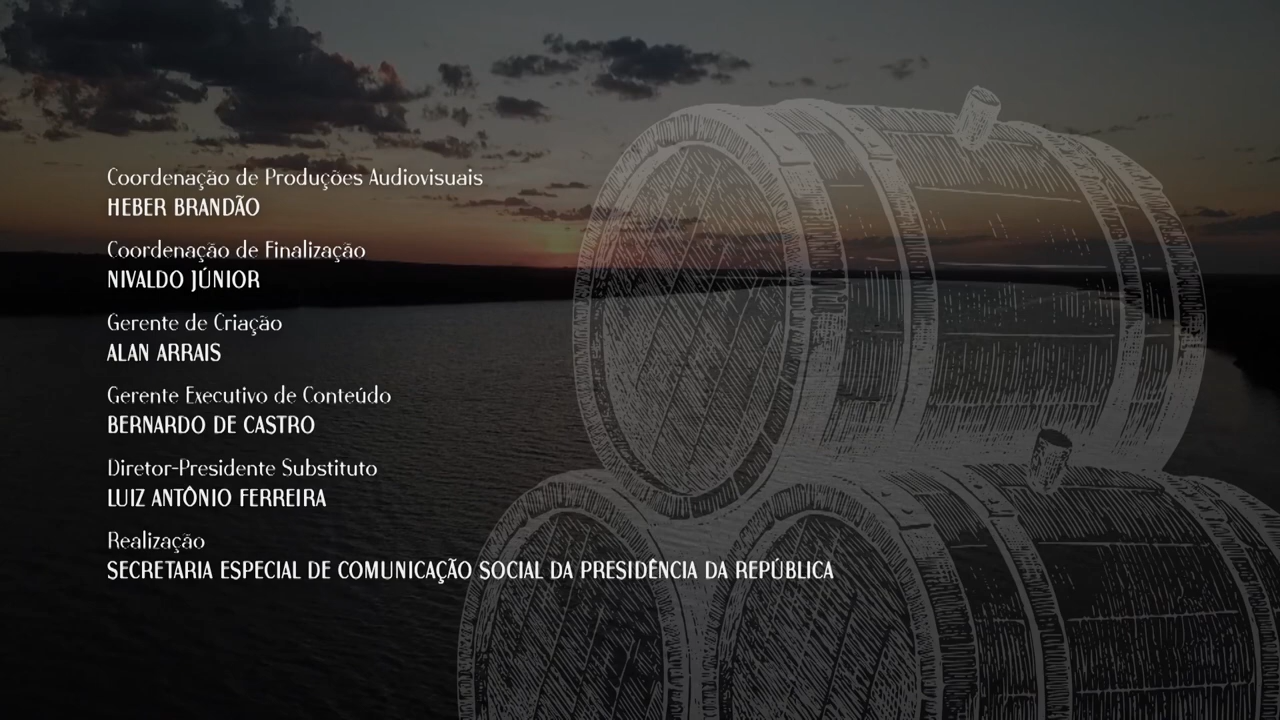 Coordenação de Produções Audiovisuais
HEBER BRANDÃO
Coordenação de Finalização
NIVALDO JÚNIOR
Gerente de Criação
ALAN ARRAIS
Gerente Executivo de Conteúdo
BERNARDO DE CASTRO
Diretor-Presidente Substituto
LUIZ ANTÔNIO FERREIRA
Realização
SECRETARIA ESPECIAL DE COMUNICAÇÃO SOCIAL DA PRESIDÊNCIA DA REPÚBLICA